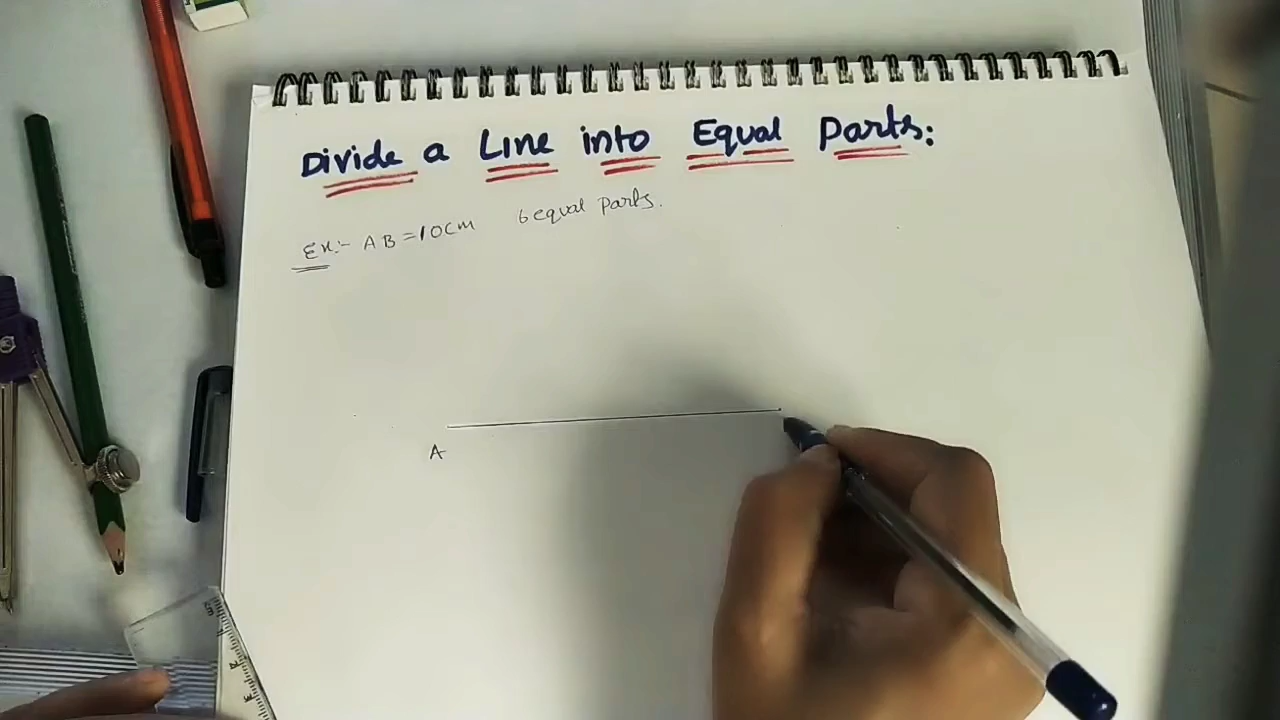 Divide a Line into Equal Parts:
Ex:- AB = 10cm 6 equal Parts.
A